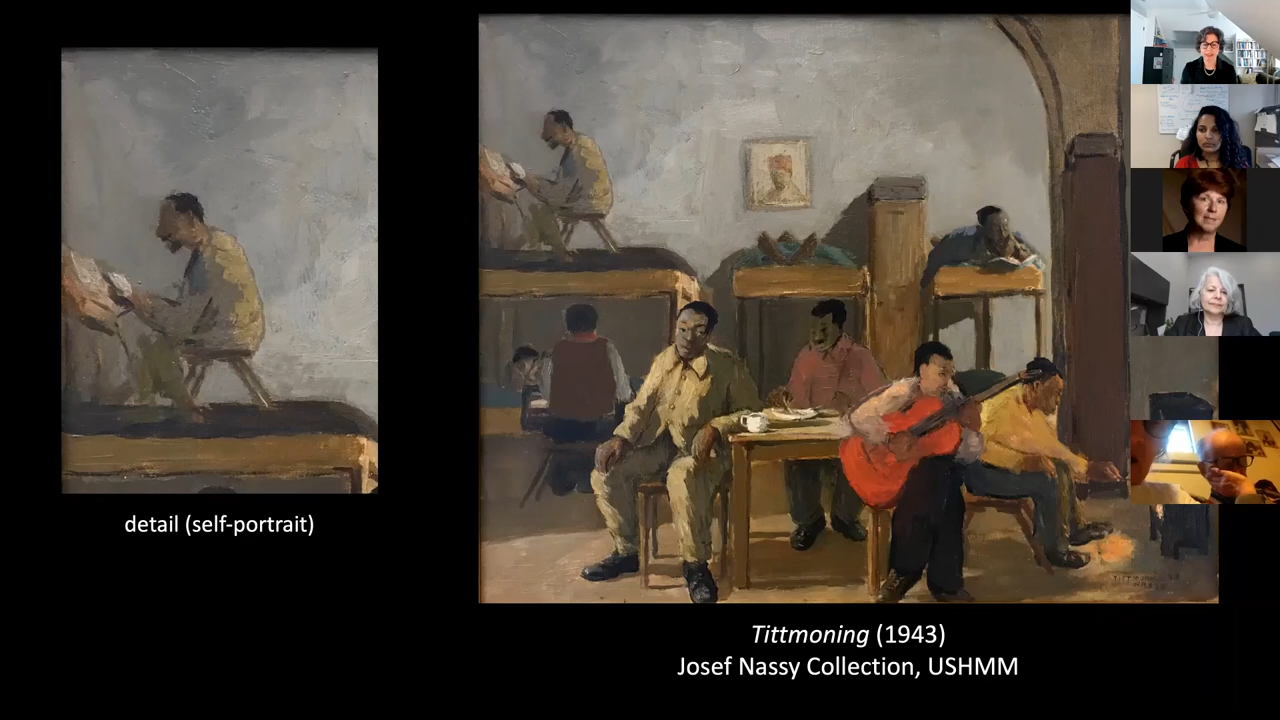 detail (self-portrait)
Tittmoning (1943)
Josef Nassy Collection, USHMM